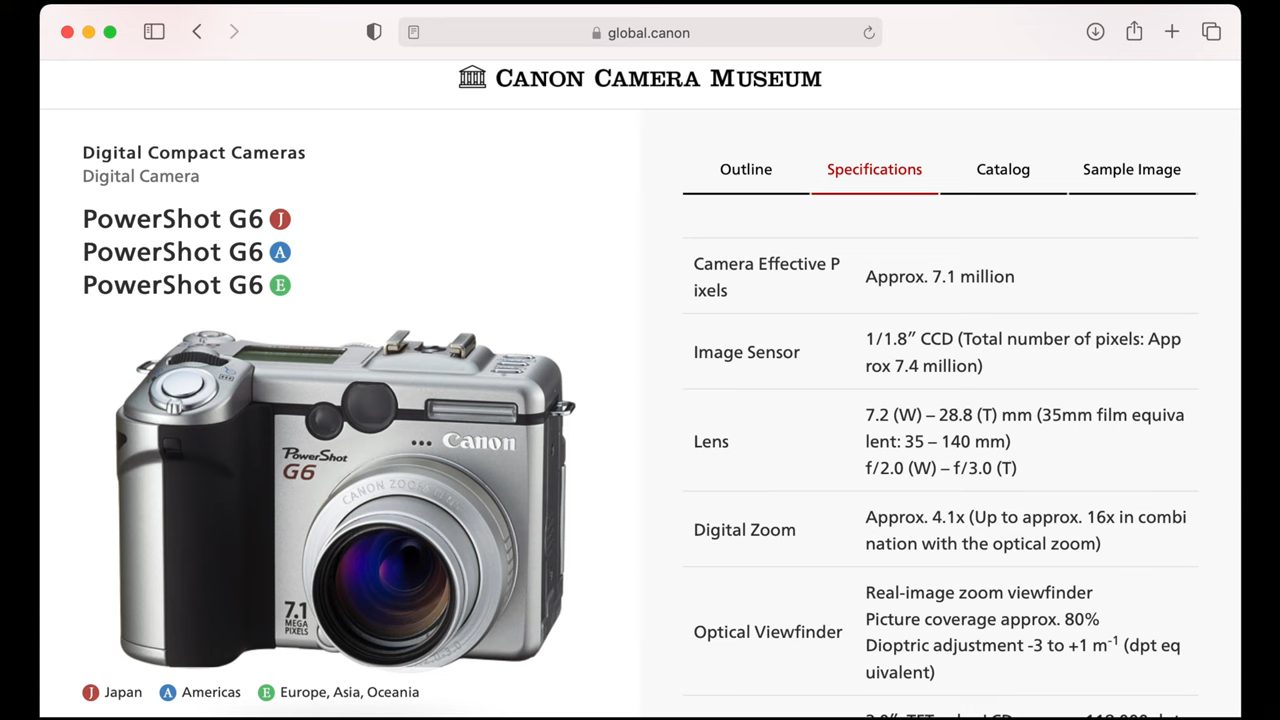 global.canon
CANON CAMERA MUSEUM
Digital Compact Cameras
Digital Camera
PowerShot G6 J
PowerShot G6 A
PowerShot G6 E
Canon
PowerShot
G6
CANON ZOOM LENS
7.1
MEGA
PIXELS
J Japan A Americas E Europe, Asia, Oceania
Outline Specifications Catalog Sample Image
Camera Effective P
ixels
Approx. 7.1 million
Image Sensor
1/1.8″ CCD (Total number of pixels: App
rox 7.4 million)
Lens
7.2 (W) – 28.8 (T) mm (35mm film equiva
lent: 35 – 140 mm)
f/2.0 (W) – f/3.0 (T)
Digital Zoom
Approx. 4.1x (Up to approx. 16x in combi
nation with the optical zoom)
Optical Viewfinder
Real-image zoom viewfinder
Picture coverage approx. 80%
Dioptric adjustment -3 to +1 m-1 (dpt eq
uivalent)